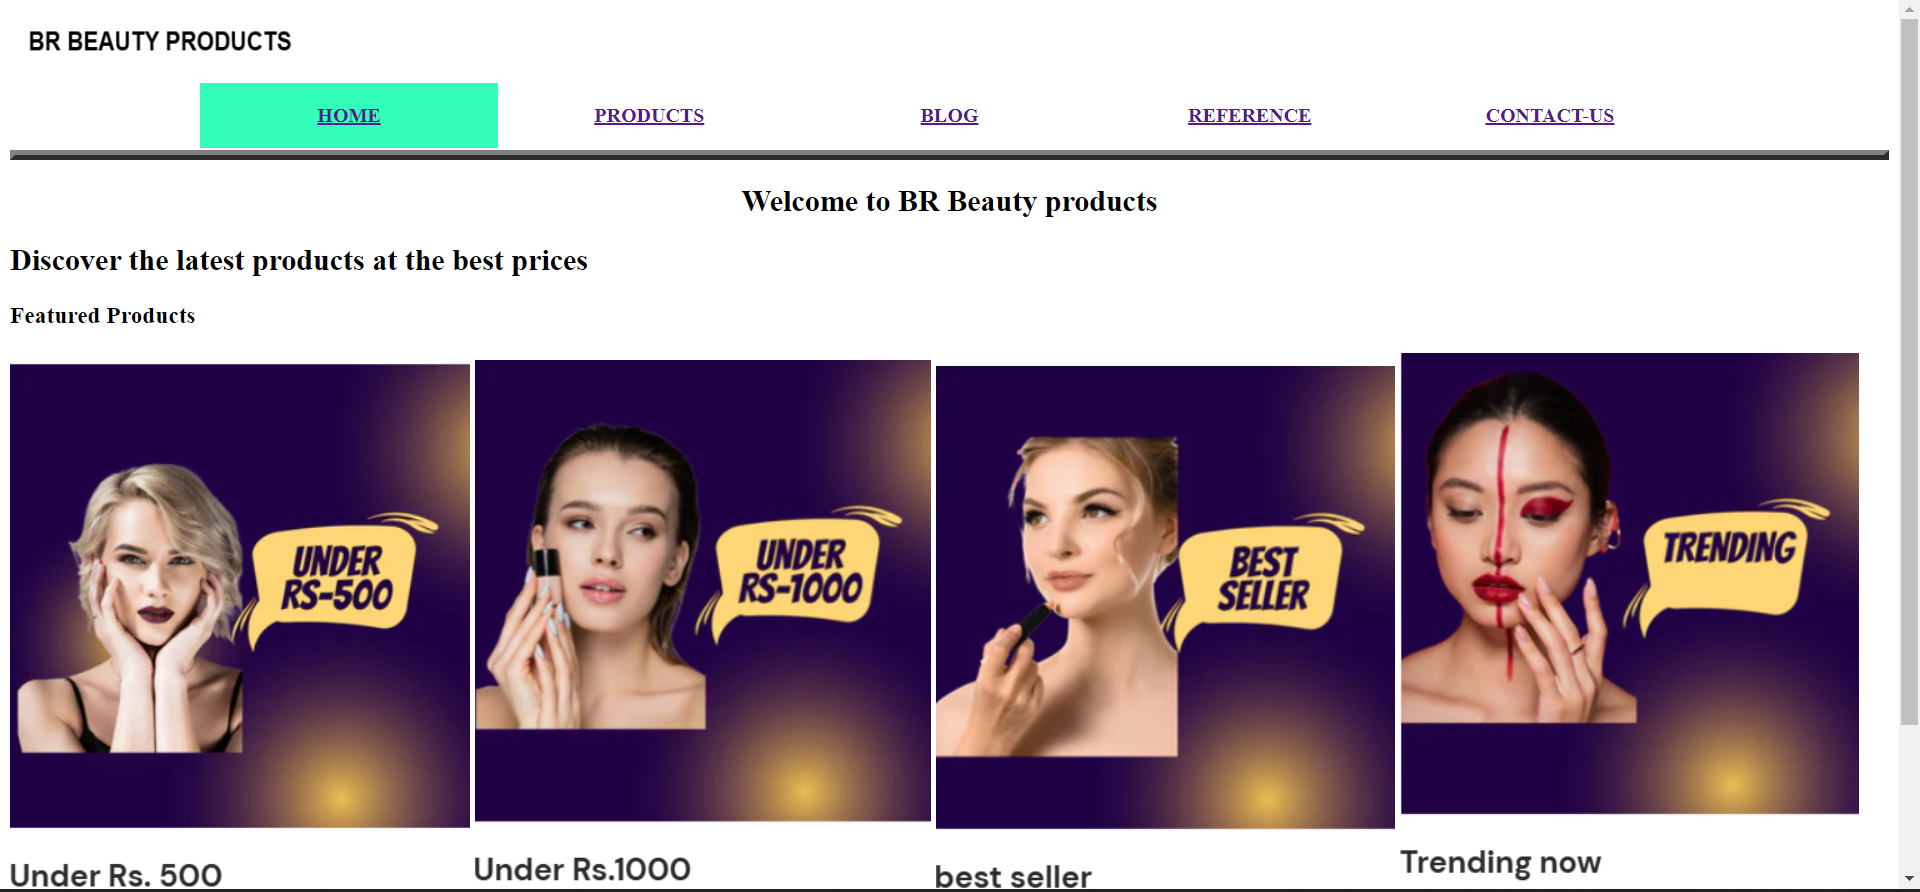 BR BEAUTY PRODUCTS
HOME PRODUCTS BLOG REFERENCE CONTACT-US
Welcome to BR Beauty products
Discover the latest products at the best prices
Featured Products
UNDER
RS-500
UNDER
RS-1000
BEST
SELLER
TRENDING
Under Rs. 500
Under Rs.1000
best seller
Trending now